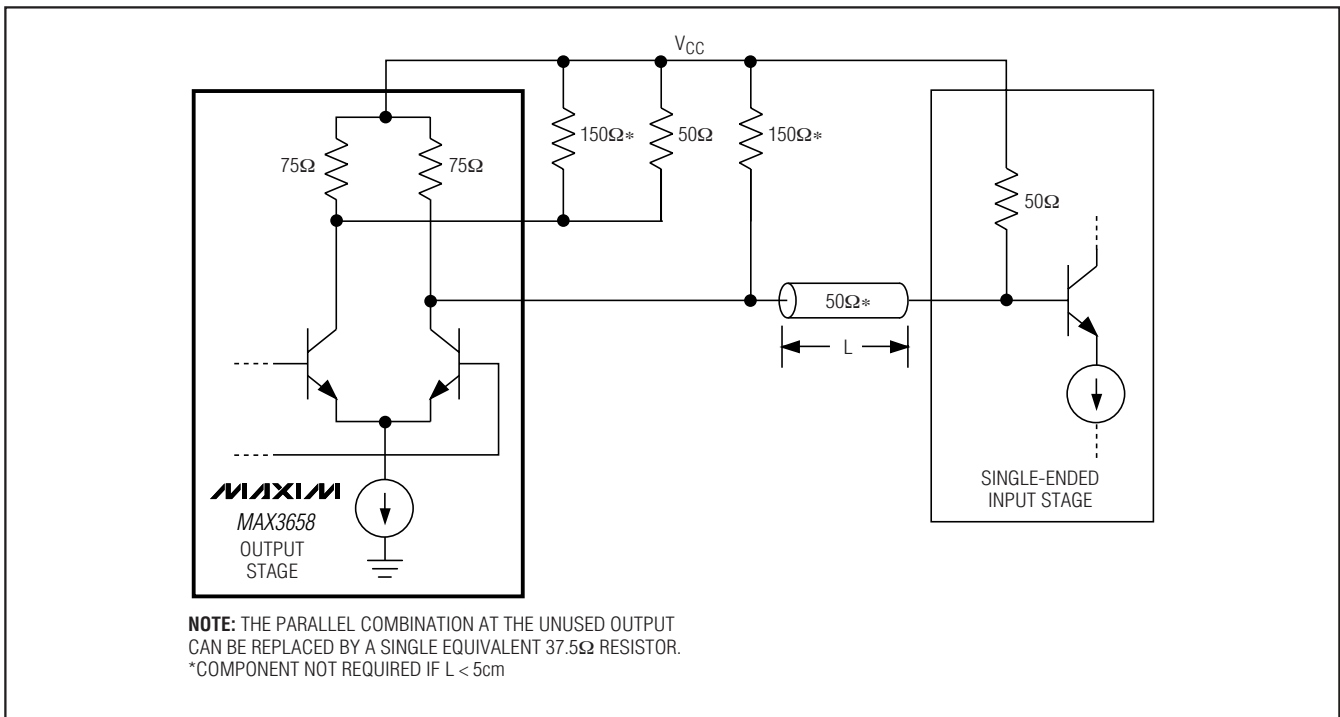 V_CC
150Ω*
50Ω
150Ω*
75Ω
75Ω
50Ω
50Ω*
L
MAXIM
MAX3658
OUTPUT
STAGE
SINGLE-ENDED
INPUT STAGE
NOTE: THE PARALLEL COMBINATION AT THE UNUSED OUTPUT
CAN BE REPLACED BY A SINGLE EQUIVALENT 37.5Ω RESISTOR.
*COMPONENT NOT REQUIRED IF L < 5cm